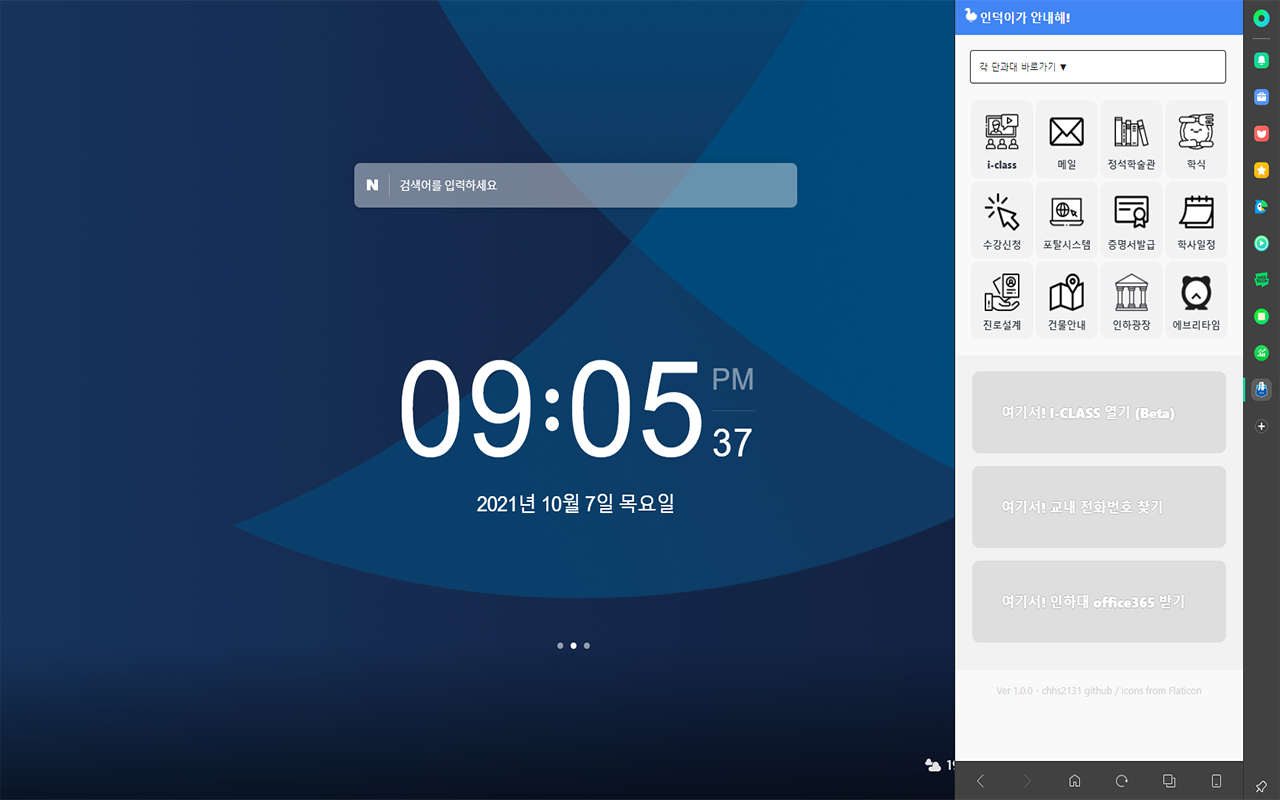 N 검색어를 입력하세요
09:05
PM
37
2021년 10월 7일 목요일
인덕이가 안내해!
각 단과대 바로가기 ▼
i-class
메일
정석학술관
학식
수강신청
포탈시스템
증명서발급
학사일정
진로설계
건물안내
인하광장
에브리타임
여기서! I-CLASS 열기 (Beta)
여기서! 교내 전화번호 찾기
여기서! 인하대 office365 받기
Ver 1.0.0 - chhs2131 github / Icons from Flaticon